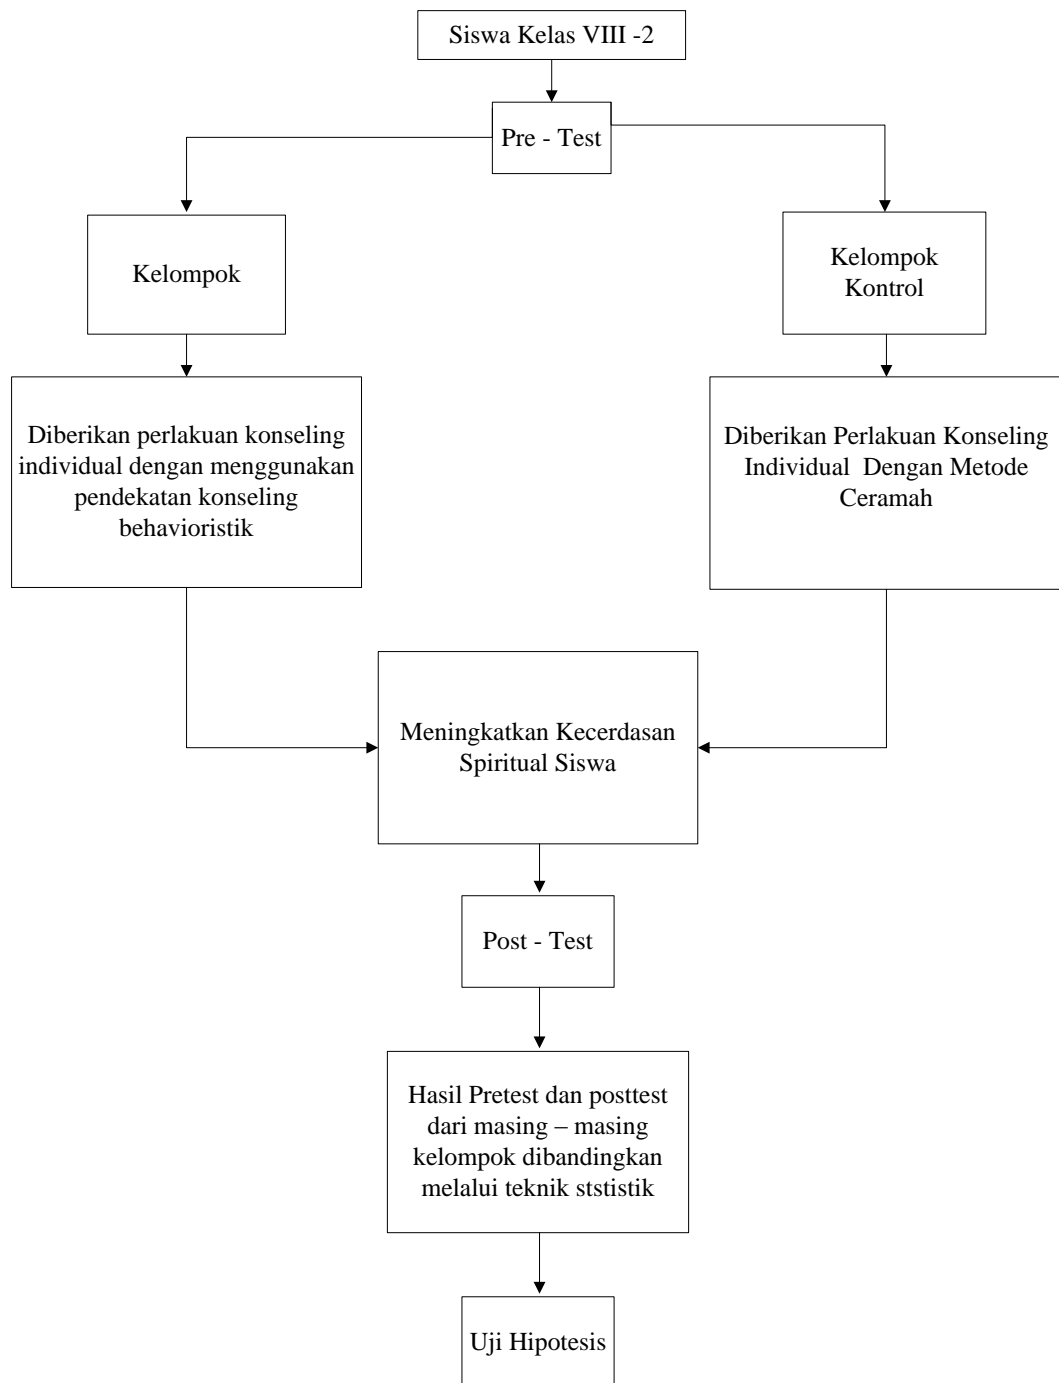 Siswa Kelas VIII -2
Pre - Test
Kelompok
Kelompok
Kontrol
Diberikan perlakuan konseling
individual dengan menggunakan
pendekatan konseling
behavioristik
Diberikan Perlakuan Konseling
Individual  Dengan Metode
Ceramah
Meningkatkan Kecerdasan
Spiritual Siswa
Post - Test
Hasil Pretest dan posttest
dari masing – masing
kelompok dibandingkan
melalui teknik ststistik
Uji Hipotesis